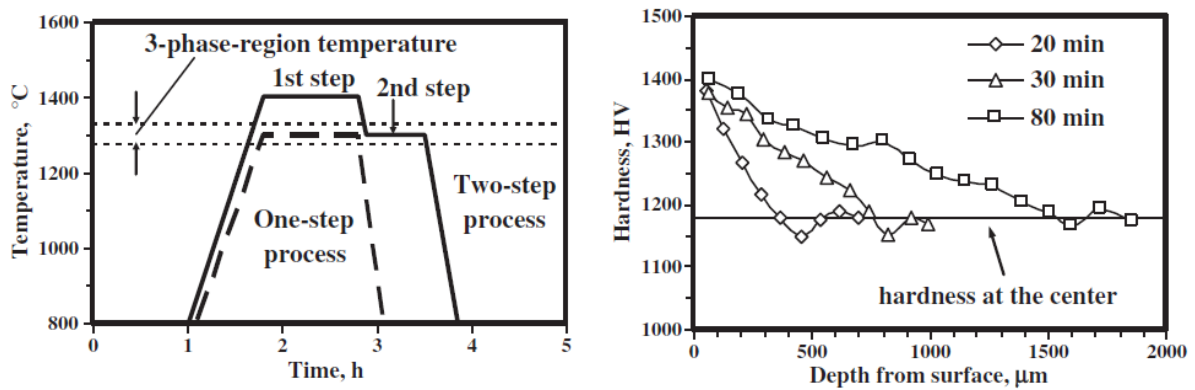 1600
1400
1200
1000
800
0
1
2
3
4
5
Temperature, °C
Time, h
3-phase-region temperature
1st step
2nd step
One-step
process
Two-step
process
1500
1400
1300
1200
1100
1000
0
500
1000
1500
2000
Hardness, HV
Depth from surface, μm
20 min
30 min
80 min
hardness at the center